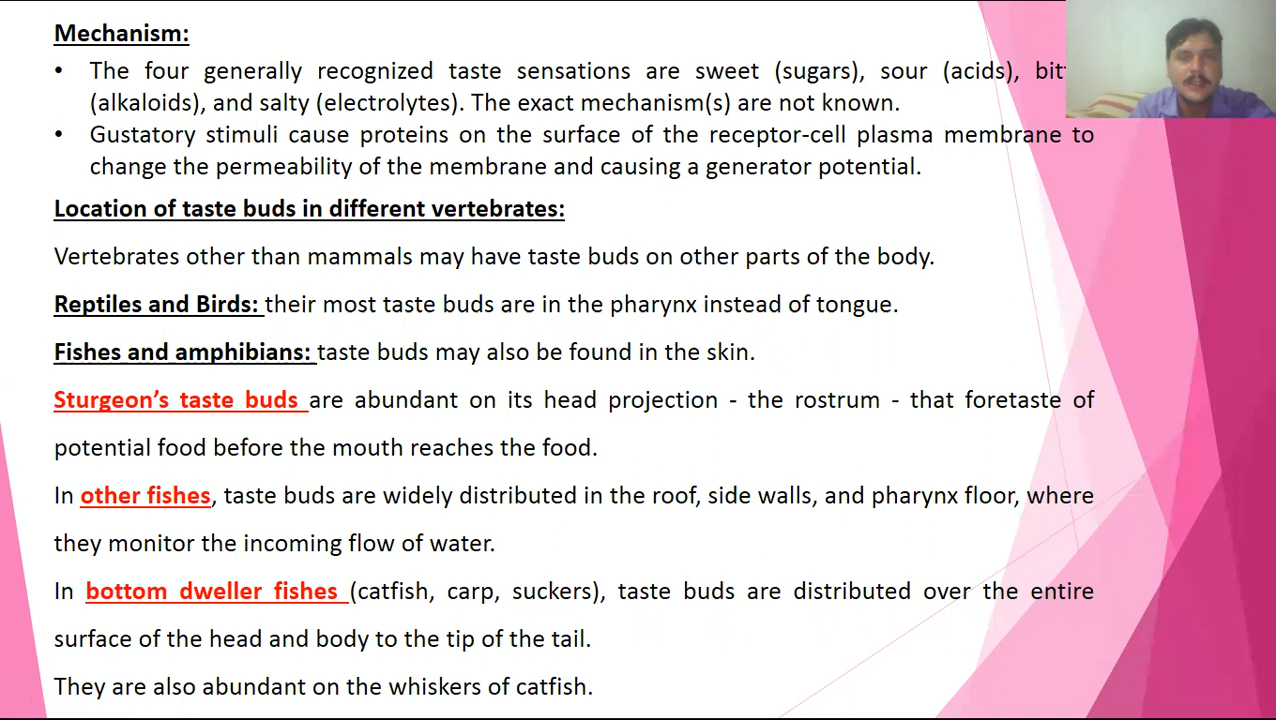 Mechanism:
• The four generally recognized taste sensations are sweet (sugars), sour (acids),
(alkaloids), and salty (electrolytes). The exact mechanism(s) are not known.
• Gustatory stimuli cause proteins on the surface of the receptor-cell plasma membrane to
change the permeability of the membrane and causing a generator potential.
Location of taste buds in different vertebrates:
Vertebrates other than mammals may have taste buds on other parts of the body.
Reptiles and Birds: their most taste buds are in the pharynx instead of tongue.
Fishes and amphibians: taste buds may also be found in the skin.
Sturgeon's taste buds are abundant on its head projection - the rostrum - that foretaste of
potential food before the mouth reaches the food.
In other fishes, taste buds are widely distributed in the roof, side walls, and pharynx floor, where
they monitor the incoming flow of water.
In bottom dweller fishes (catfish, carp, suckers), taste buds are distributed over the entire
surface of the head and body to the tip of the tail.
They are also abundant on the whiskers of catfish.